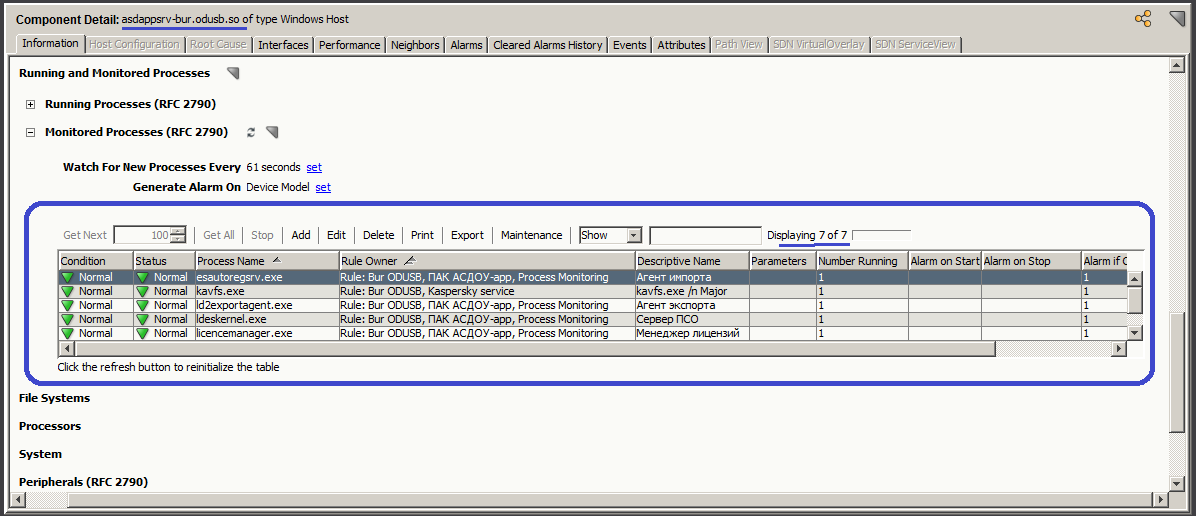 Component Detail: asdappsrv-bur.odusb.so of type Windows Host
Information Host Configuration Root Cause Interfaces Performance Neighbors Alarms Cleared Alarms History Events Attributes Path View SDN VirtualOverlay SDN ServiceView
Running and Monitored Processes
Running Processes (RFC 2790)
Monitored Processes (RFC 2790)
Watch For New Processes Every 61 seconds set
Generate Alarm On Device Model set
Get Next 100 Get All Stop Add Edit Delete Print Export Maintenance Show Displaying 7 of 7
Condition Status Process Name Rule Owner Descriptive Name Parameters Number Running Alarm on Start Alarm on Stop Alarm if
Normal Normal esautoregsrv.exe Rule: Bur ODUSB, ПАК АСДОУ-app, Process Monitoring Агент импорта 1 1
Normal Normal kavfs.exe Rule: Bur ODUSB, Kaspersky service kavfs.exe /n Major 1 1
Normal Normal ld2exportagent.exe Rule: Bur ODUSB, ПАК АСДОУ-app, Process Monitoring Агент экспорта 1 1
Normal Normal ldeskernel.exe Rule: Bur ODUSB, ПАК АСДОУ-app, Process Monitoring Сервер ПСО 1 1
Normal Normal licencemanager.exe Rule: Bur ODUSB, ПАК АСДОУ-app, Process Monitoring Менеджер лицензий 1 1
Click the refresh button to reinitialize the table
File Systems
Processors
System
Peripherals (RFC 2790)